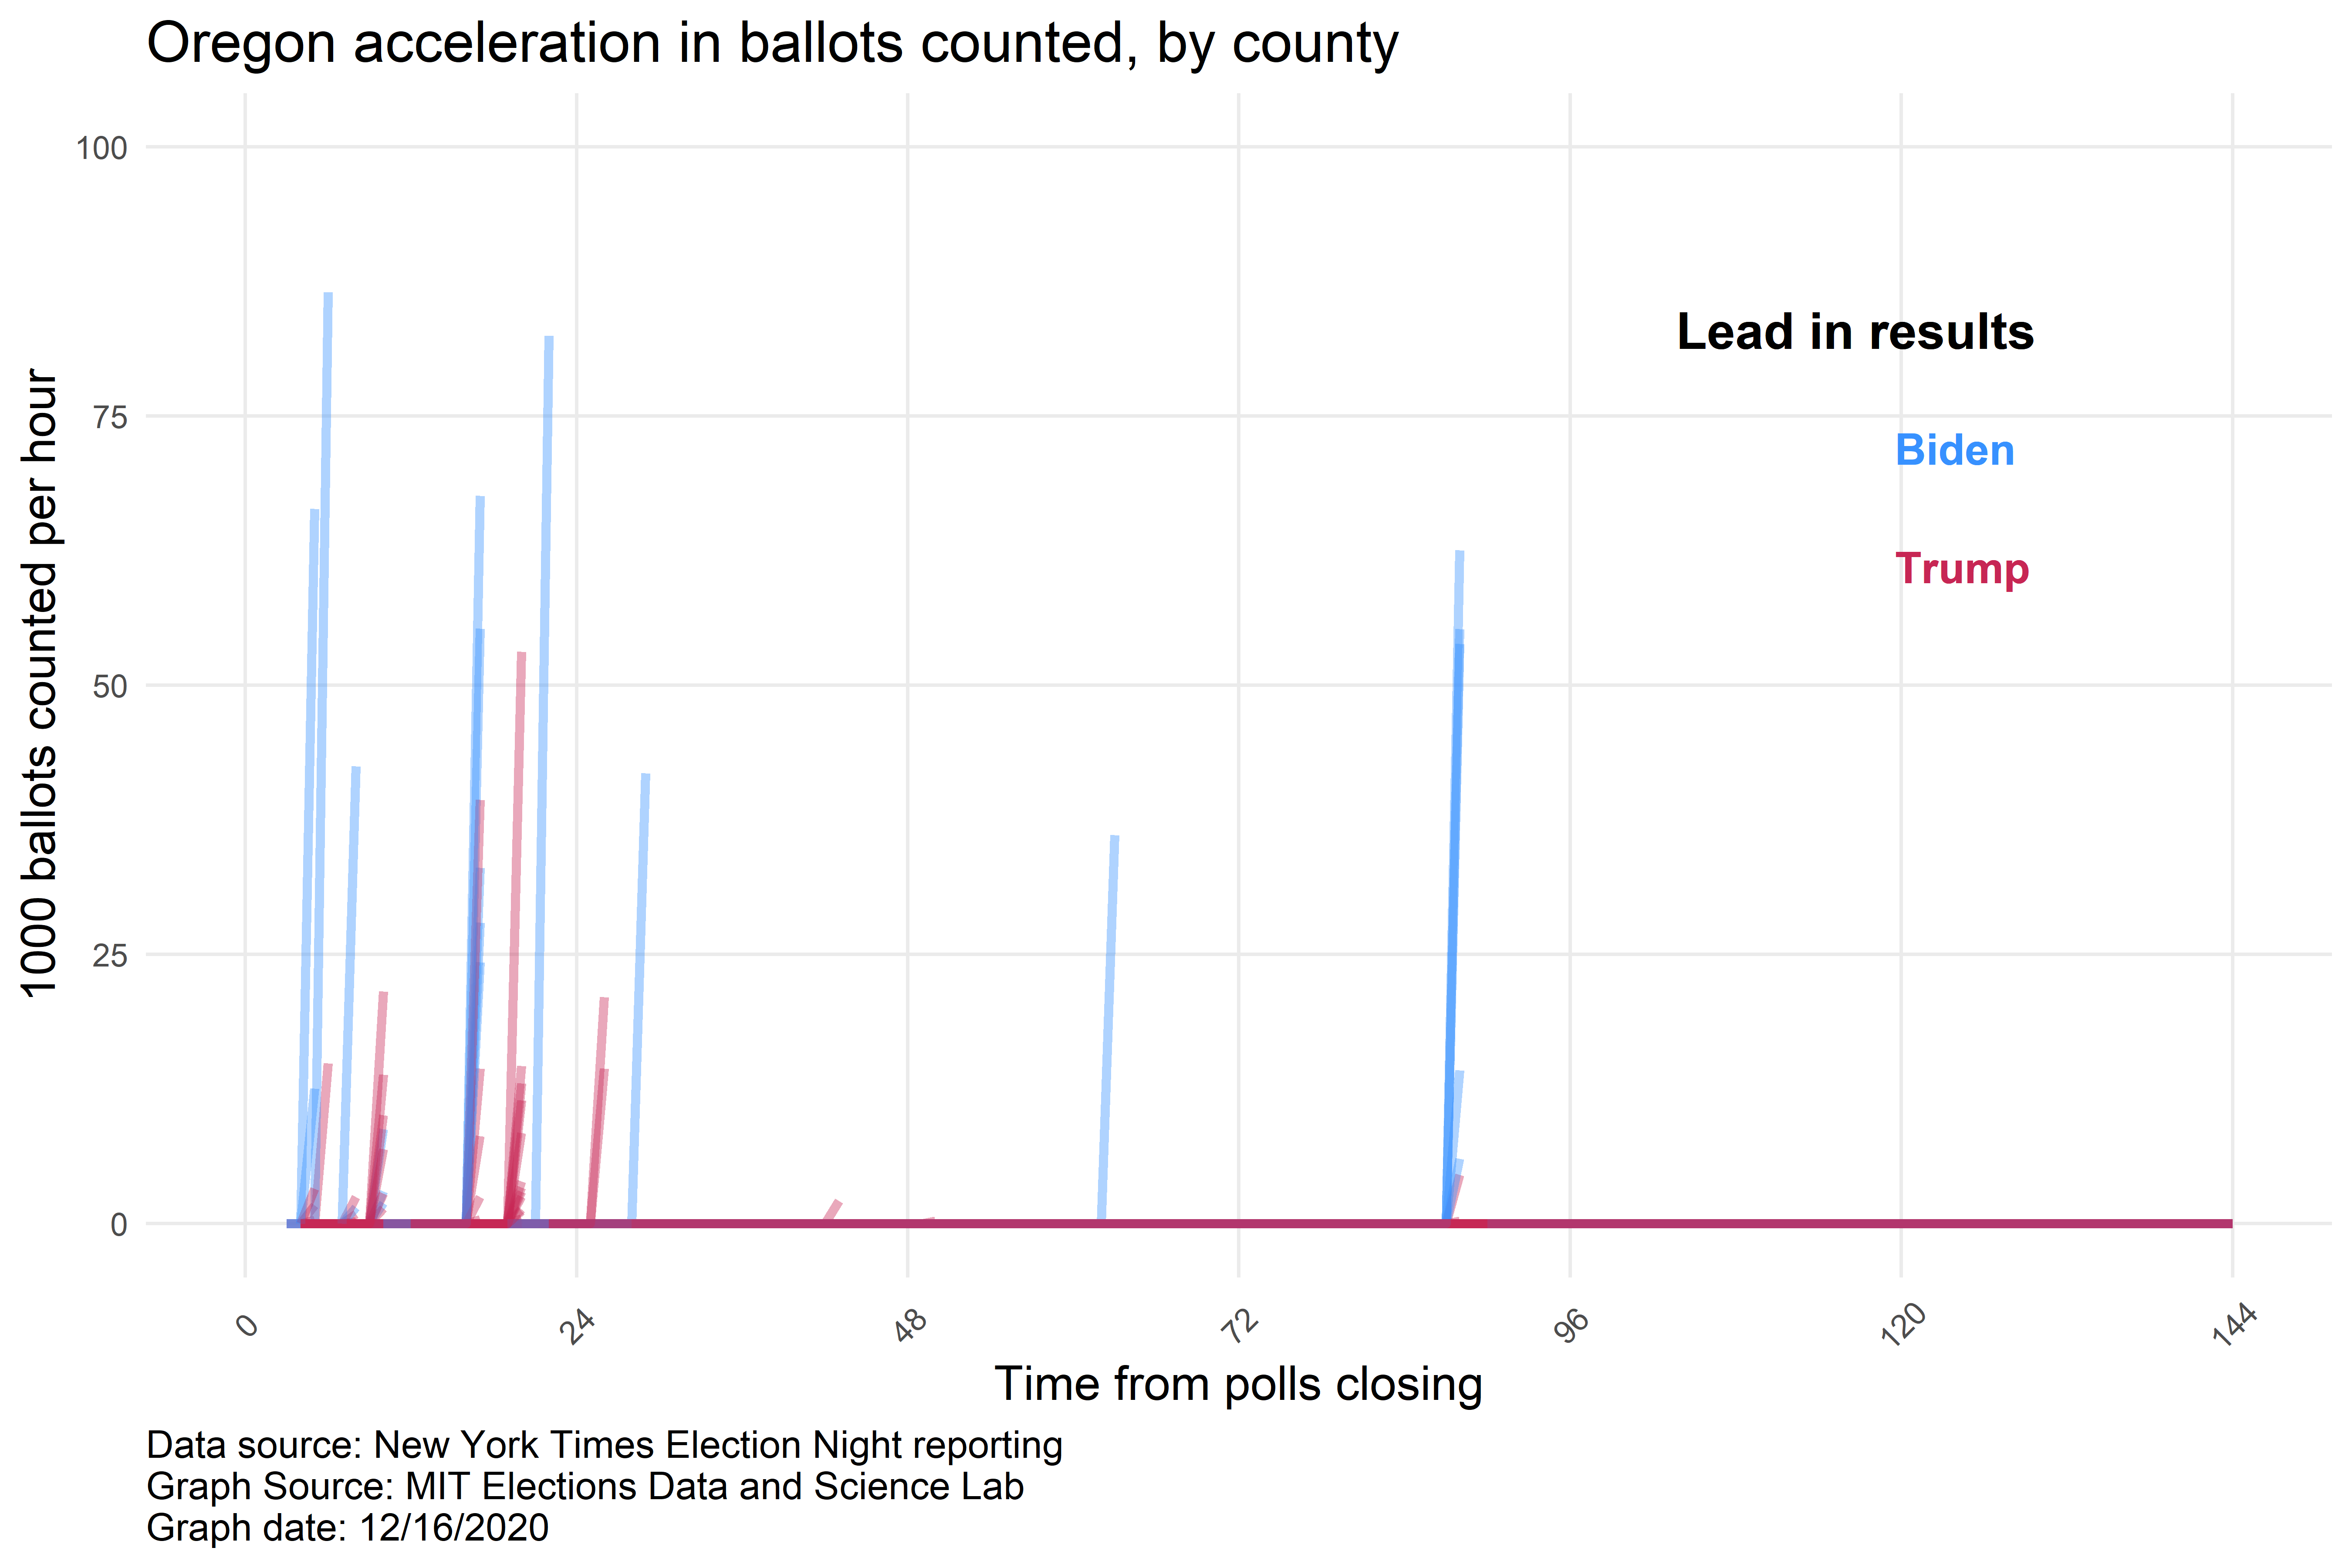 Oregon acceleration in ballots counted, by county
1000 ballots counted per hour
100
75
50
25
0
Lead in results
Biden
Trump
0
24
48
72
96
120
144
Time from polls closing
Data source: New York Times Election Night reporting
Graph Source: MIT Elections Data and Science Lab
Graph date: 12/16/2020